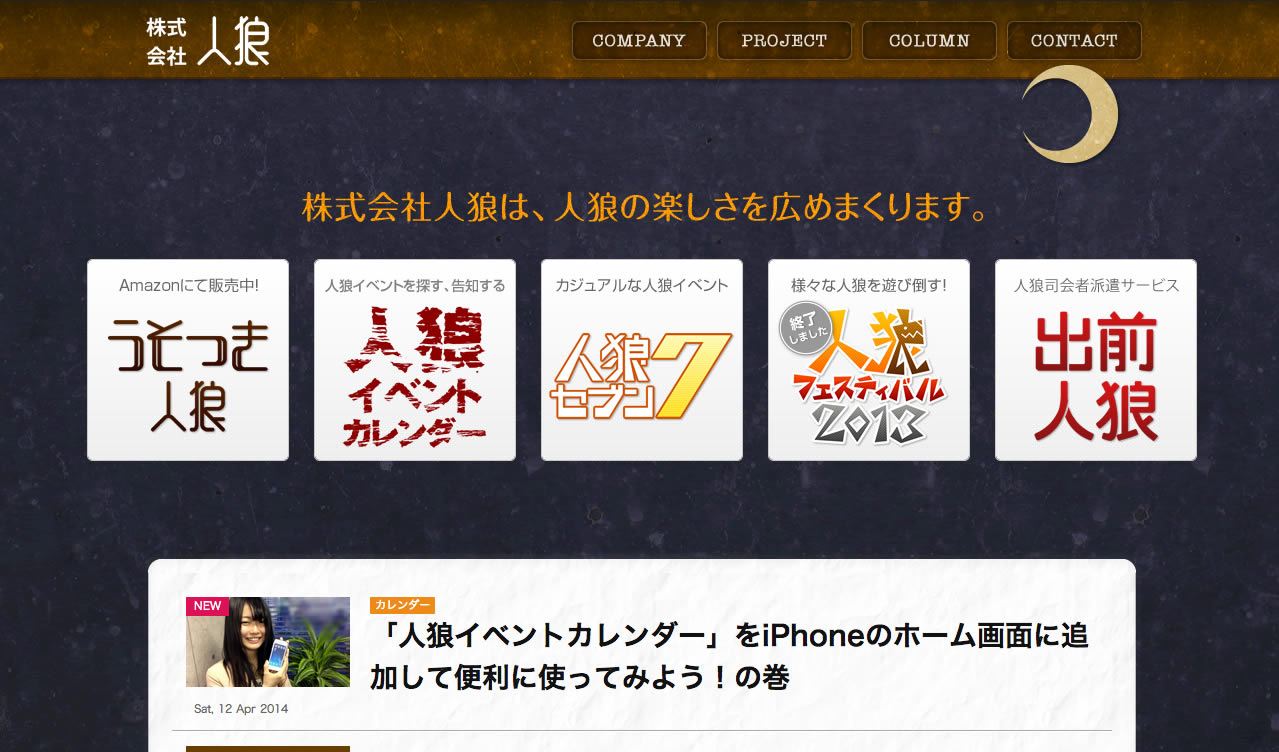 株式
会社 人狼
COMPANY
PROJECT
COLUMN
CONTACT
株式会社人狼は、人狼の楽しさを広めまくります。
Amazonにて販売中!
うそつき
人狼
人狼イベントを探す、告知する
人狼
イベント
カレンダー
カジュアルな人狼イベント
人狼
セブン7
様々な人狼を遊び倒す!
終了
しました
人狼
フェスティバル
2013
人狼司会者派遣サービス
出前
人狼
NEW
カレンダー
「人狼イベントカレンダー」をiPhoneのホーム画面に追
加して便利に使ってみよう！の巻
Sat, 12 Apr 2014